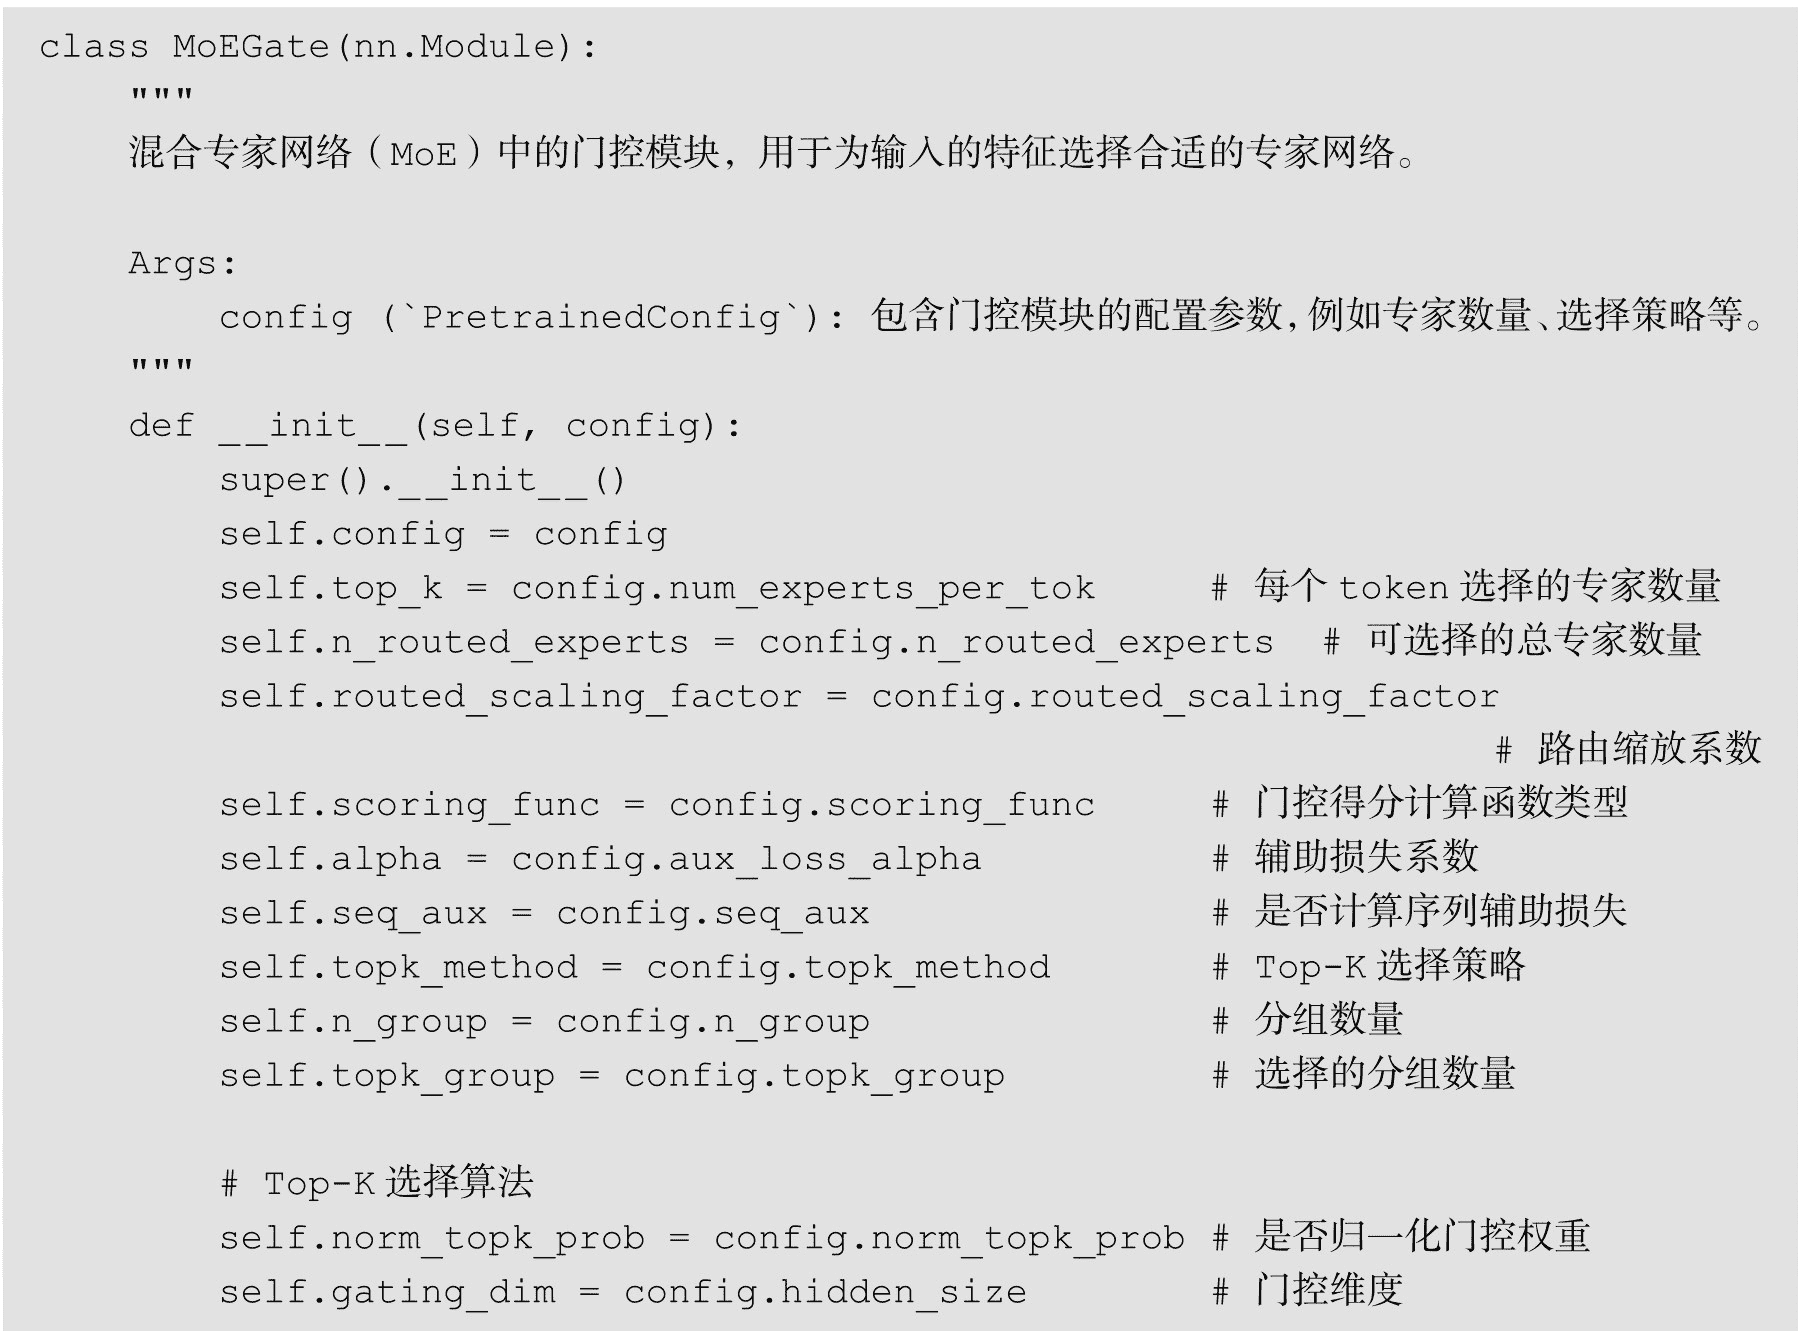 class MoEGate(nn.Module):
    """
    混合专家网络（MoE）中的门控模块，用于为输入的特征选择合适的专家网络。

    Args:
        config (`PretrainedConfig`): 包含门控模块的配置参数,例如专家数量、选择策略等。
    """
    def __init__(self, config):
        super().__init__()
        self.config = config
        self.top_k = config.num_experts_per_tok     # 每个 token 选择的专家数量
        self.n_routed_experts = config.n_routed_experts  # 可选择的总专家数量
        self.routed_scaling_factor = config.routed_scaling_factor
                                                         # 路由缩放系数
        self.scoring_func = config.scoring_func     # 门控得分计算函数类型
        self.alpha = config.aux_loss_alpha          # 辅助损失系数
        self.seq_aux = config.seq_aux               # 是否计算序列辅助损失
        self.topk_method = config.topk_method       # Top-K 选择策略
        self.n_group = config.n_group               # 分组数量
        self.topk_group = config.topk_group         # 选择的分组数量

        # Top-K 选择算法
        self.norm_topk_prob = config.norm_topk_prob # 是否归一化门控权重
        self.gating_dim = config.hidden_size        # 门控维度